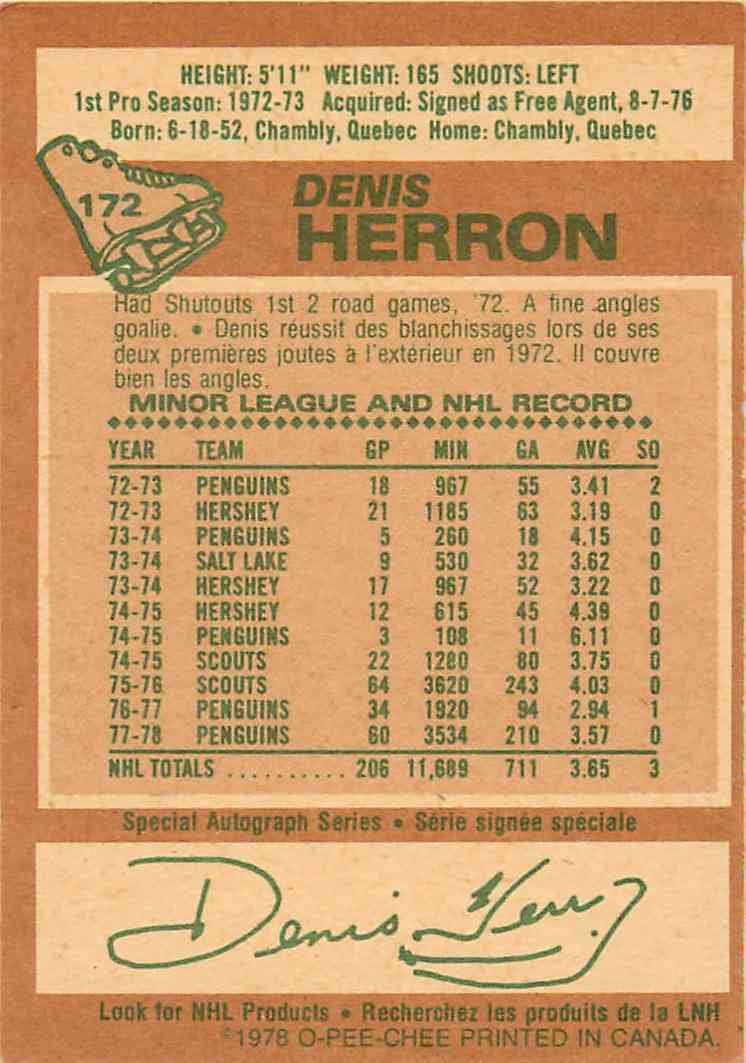 HEIGHT: 5'11" WEIGHT: 165 SHOOTS: LEFT
1st Pro Season: 1972-73 Acquired: Signed as Free Agent, 8-7-76
Born: 6-18-52, Chambly, Quebec Home: Chambly, Quebec
172
DENIS
HERRON
Had Shutouts 1st 2 road games, '72. A fine angles
goalie. • Denis réussit des blanchissages lors de ses
deux premières joutes à l'extérieur en 1972. Il couvre
bien les angles.
MINOR LEAGUE AND NHL RECORD
YEAR TEAM GP MIN GA AVG SO
72-73 PENGUINS 18 967 55 3.41 2
72-73 HERSHEY 21 1185 63 3.19 0
73-74 PENGUINS 5 260 18 4.15 0
73-74 SALT LAKE 9 530 32 3.62 0
73-74 HERSHEY 17 967 52 3.22 0
74-75 HERSHEY 12 615 45 4.39 0
74-75 PENGUINS 3 108 11 6.11 0
74-75 SCOUTS 22 1280 80 3.75 0
75-76 SCOUTS 64 3620 243 4.03 0
76-77 PENGUINS 34 1920 94 2.94 1
77-78 PENGUINS 60 3534 210 3.57 0
NHL TOTALS .......... 206 11,689 711 3.65 3
Special Autograph Series • Série signée spéciale
Denis Herron
Look for NHL Products • Recherchez les produits de la LNH
©1978 O-PEE-CHEE PRINTED IN CANADA.